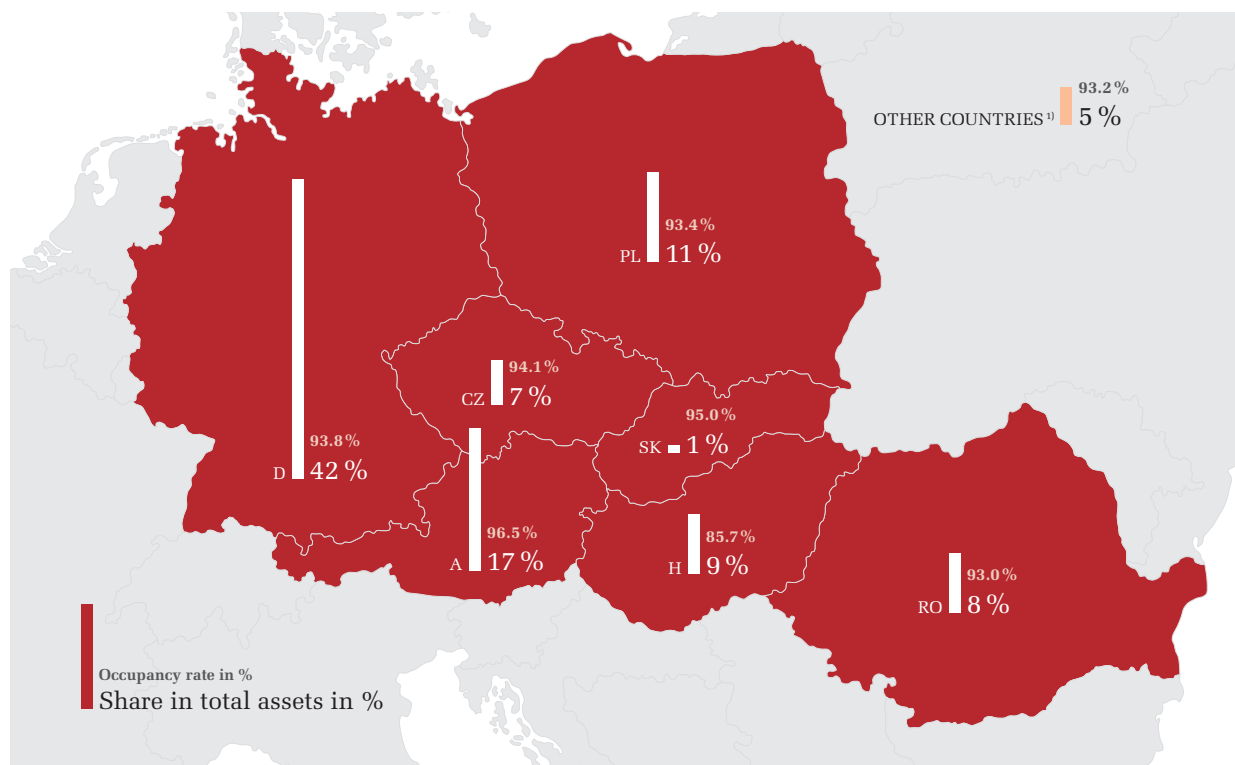 93.2 %
OTHER COUNTRIES ¹⁾ 5 %
93.4 %
PL 11 %
94.1 %
CZ 7 %
95.0 %
SK 1 %
93.8 %
D 42 %
96.5 %
A 17 %
85.7 %
H 9 %
93.0 %
RO 8 %
Occupancy rate in %
Share in total assets in %